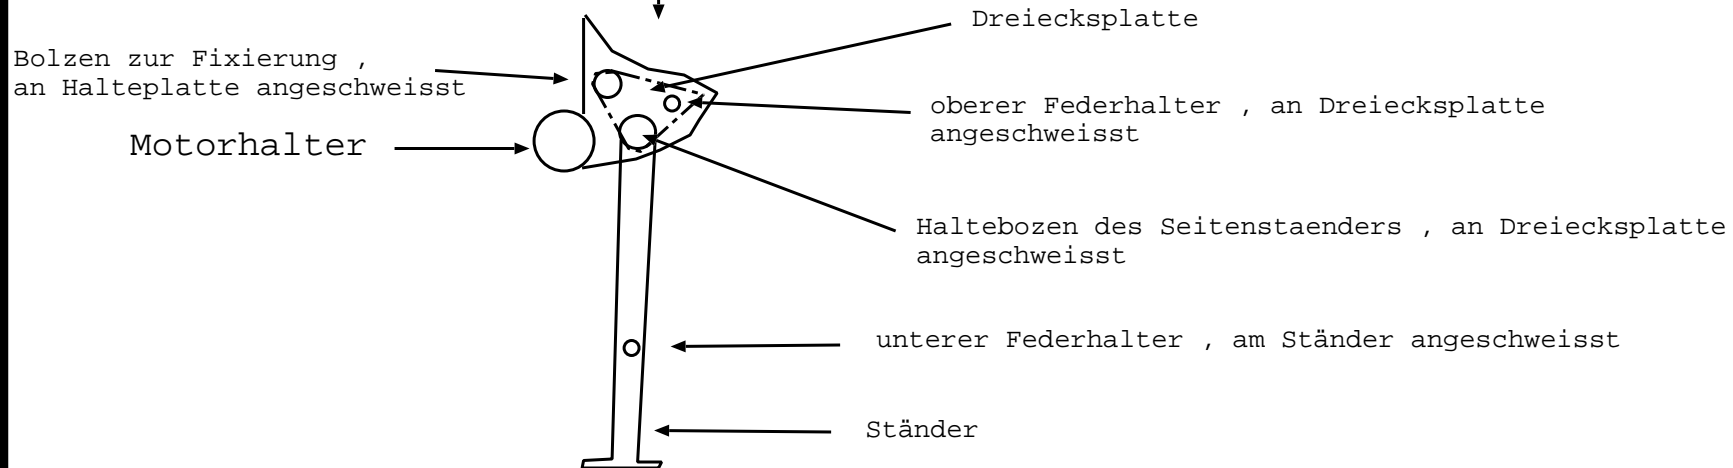 Dreiecksplatte
Bolzen zur Fixierung ,
an Halteplatte angeschweisst
oberer Federhalter , an Dreiecksplatte
angeschweisst
Motorhalter
Haltebozen des Seitenstaenders , an Dreiecksplatte
angeschweisst
unterer Federhalter , am Ständer angeschweisst
Ständer